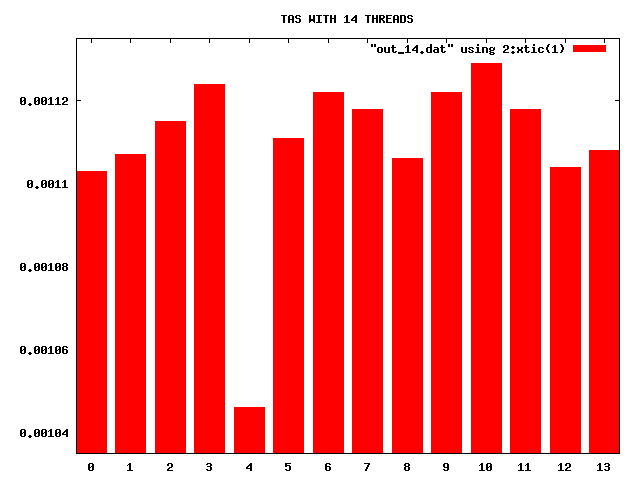 TAS WITH 14 THREADS
"out_14.dat" using 2:xtic(1)
0.00112
0.0011
0.00108
0.00106
0.00104
0 1 2 3 4 5 6 7 8 9 10 11 12 13